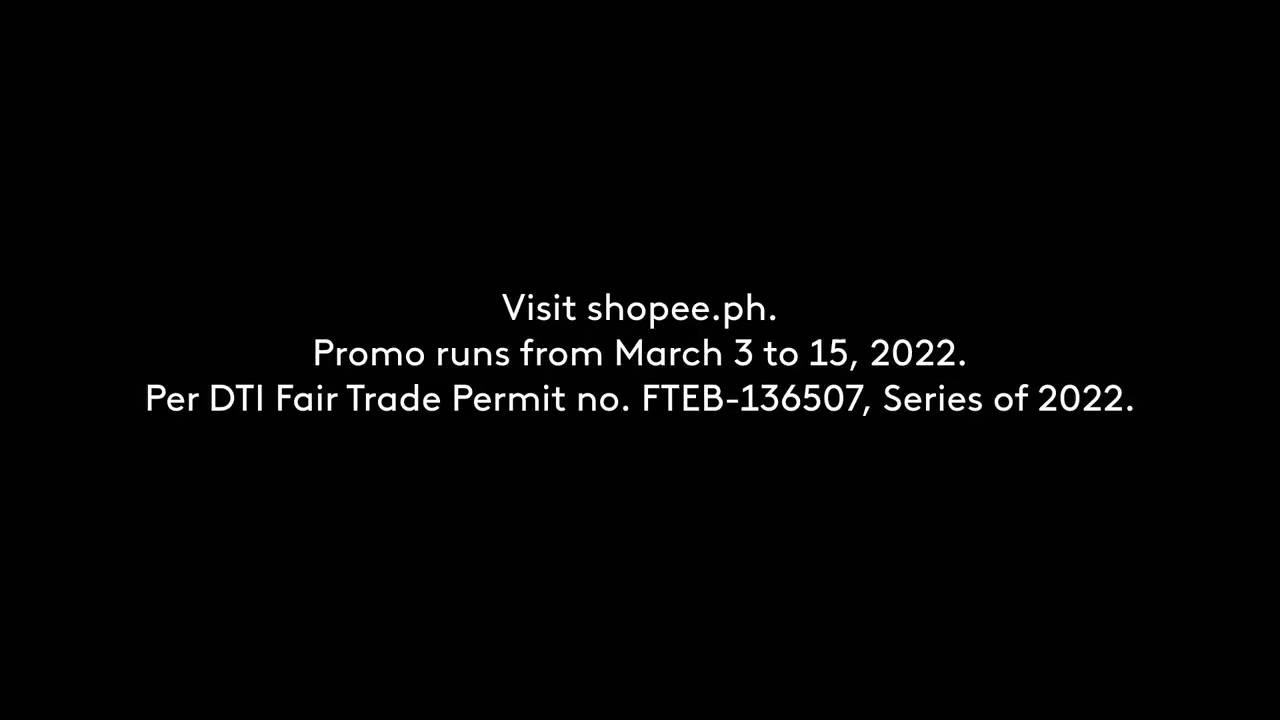 Visit shopee.ph.
Promo runs from March 3 to 15, 2022.
Per DTI Fair Trade Permit no. FTEB-136507, Series of 2022.